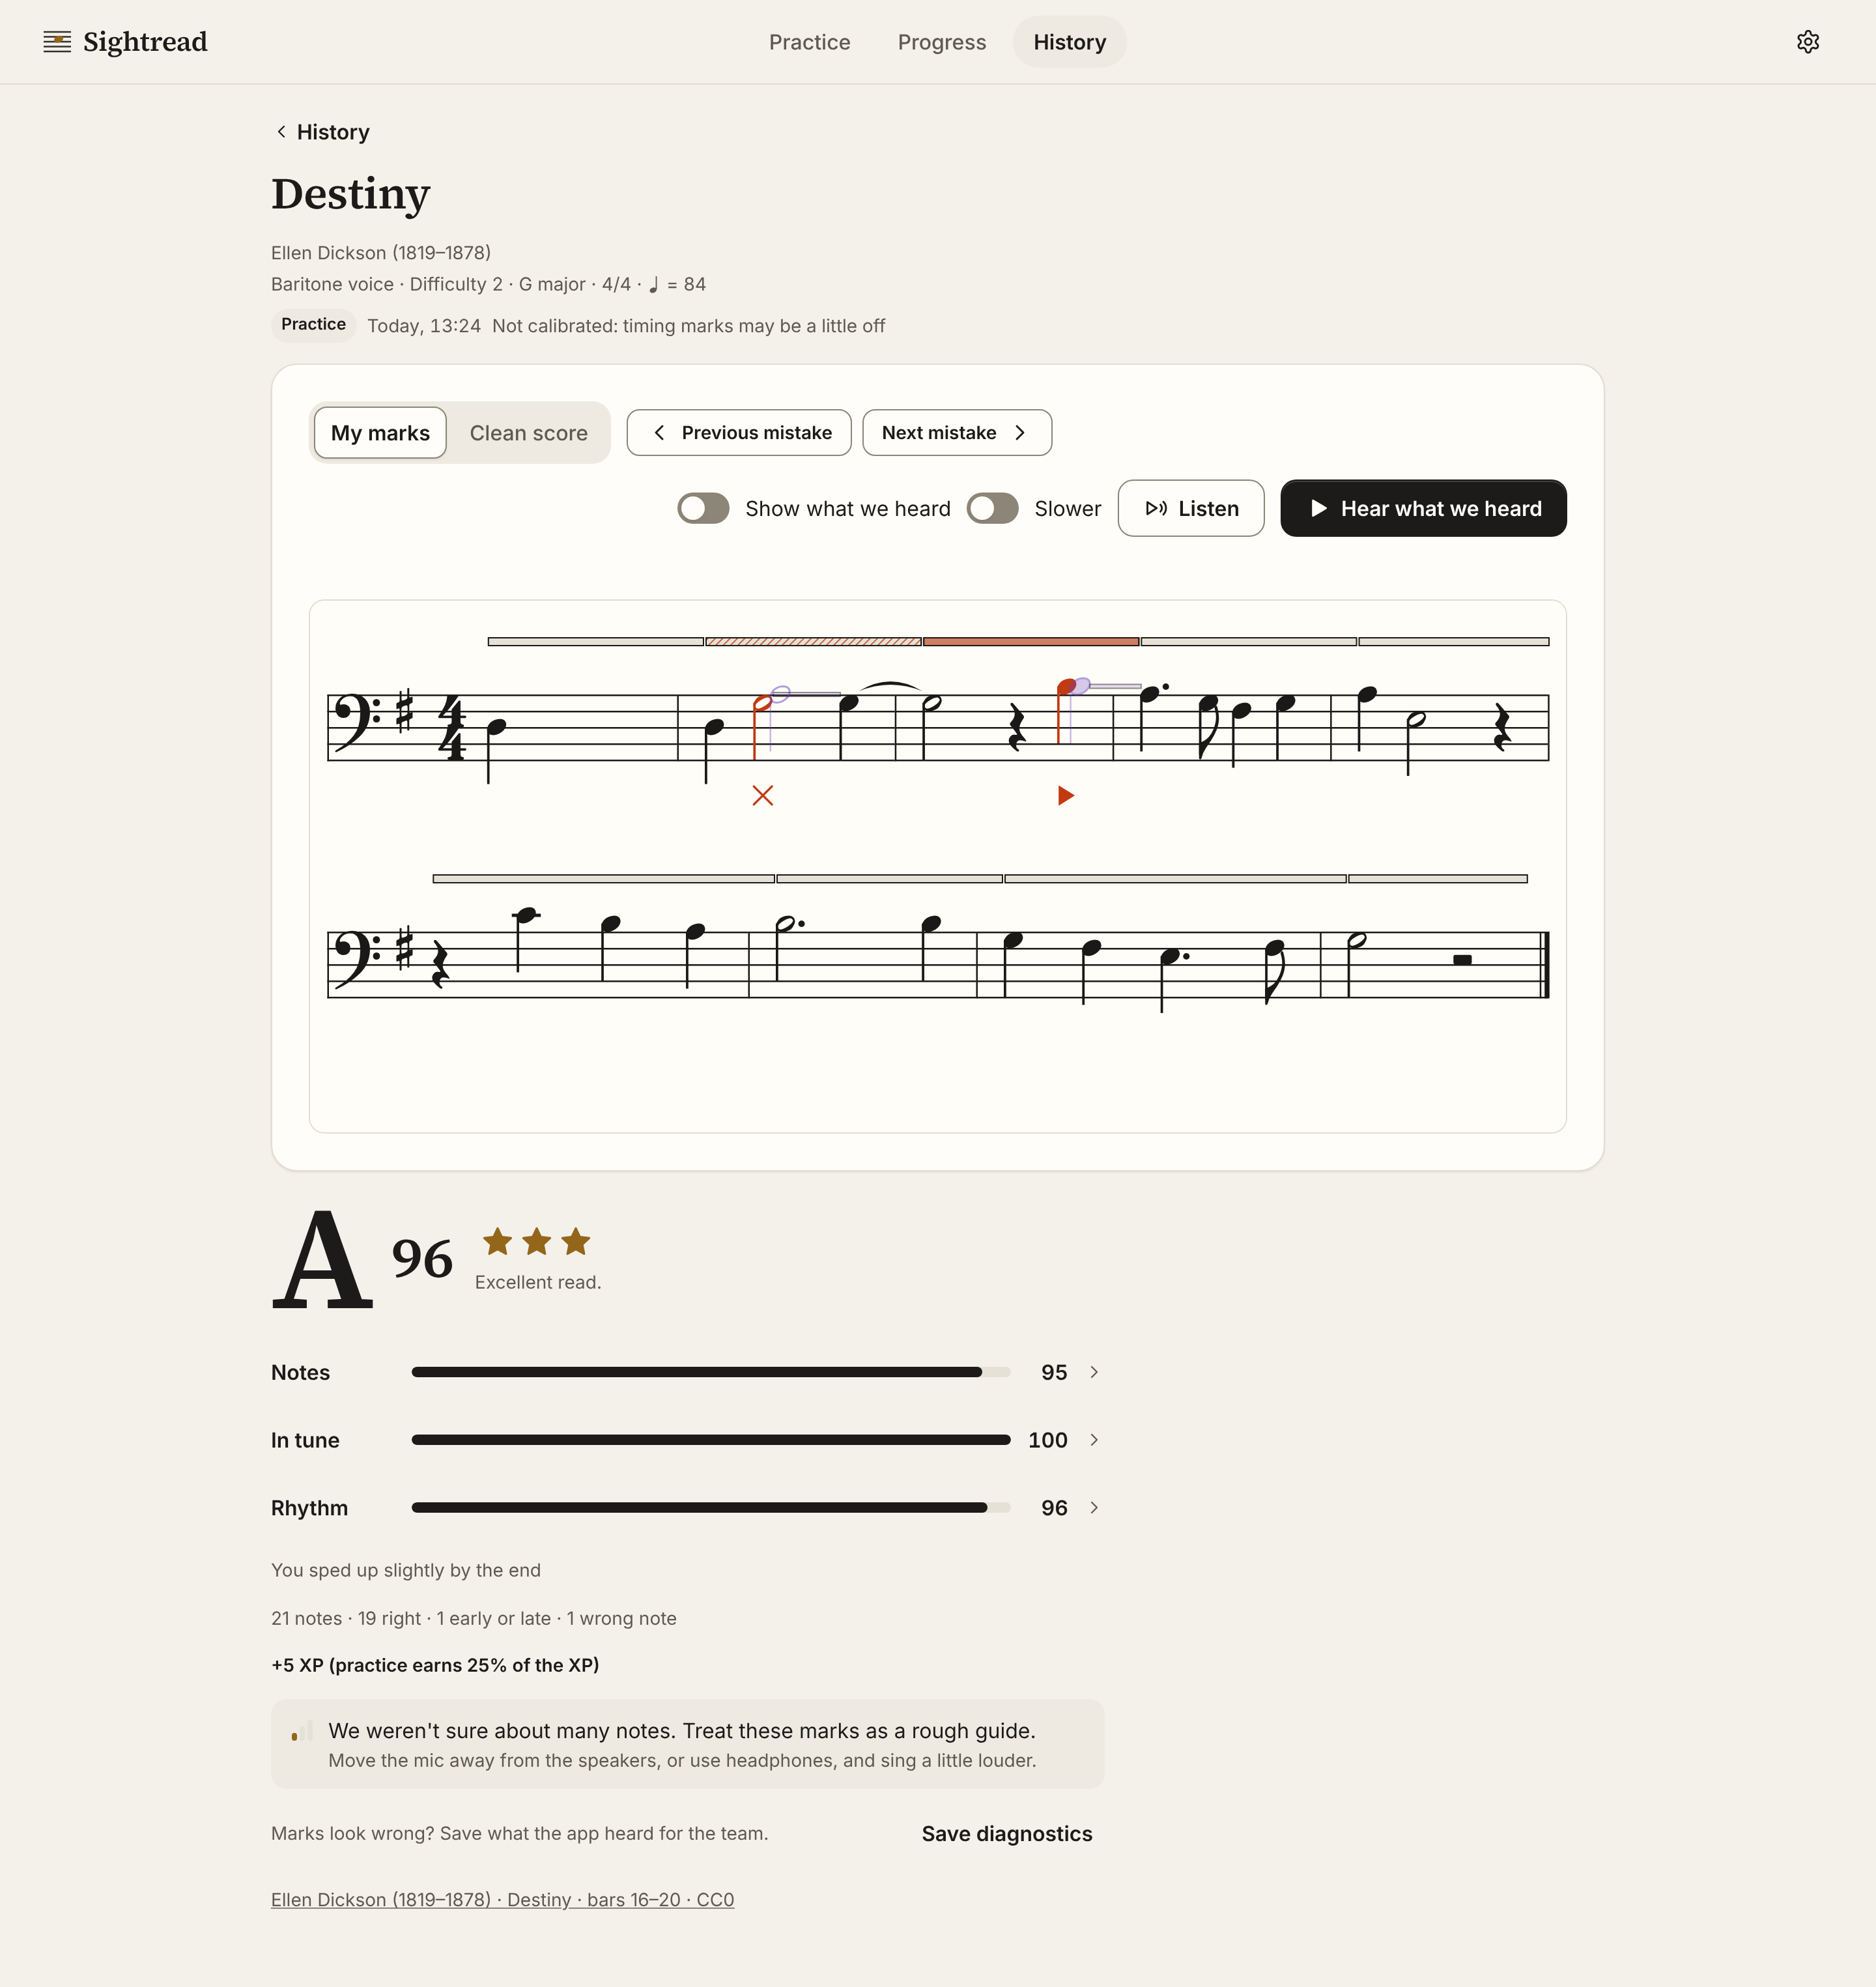 Sightread
Practice
Progress
History
History
Destiny
Ellen Dickson (1819–1878)
Baritone voice · Difficulty 2 · G major · 4/4 · ♩ = 84
Practice Today, 13:24 Not calibrated: timing marks may be a little off
My marks
Clean score
Previous mistake
Next mistake
Show what we heard
Slower
Listen
Hear what we heard
4
4
A 96
Excellent read.
Notes 95
In tune 100
Rhythm 96
You sped up slightly by the end
21 notes · 19 right · 1 early or late · 1 wrong note
+5 XP (practice earns 25% of the XP)
We weren't sure about many notes. Treat these marks as a rough guide.
Move the mic away from the speakers, or use headphones, and sing a little louder.
Marks look wrong? Save what the app heard for the team.
Save diagnostics
Ellen Dickson (1819–1878) · Destiny · bars 16–20 · CC0